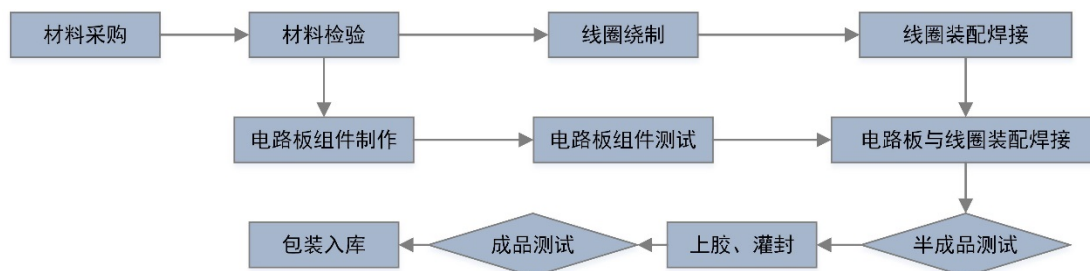 材料采购
材料检验
线圈绕制
线圈装配焊接
电路板组件制作
电路板组件测试
电路板与线圈装配焊接
包装入库
成品测试
上胶、灌封
半成品测试